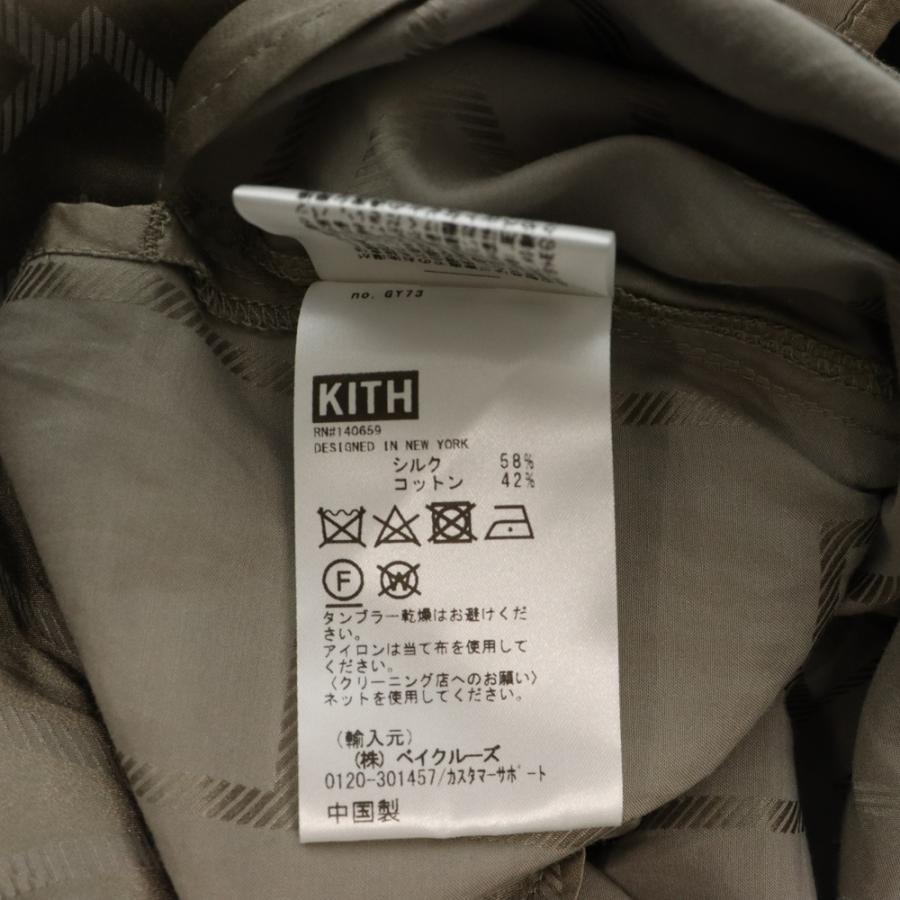 no. GY73
KITH
RN#140659
DESIGNED IN NEW YORK
シルク 58%
コットン 42%
F
W
タンブラー乾燥はお避けくだ
さい。
アイロンは当て布を使用して
ください。
〈クリーニング店へのお願い〉
ネットを使用してください。
(輸入元)
(株) ベイクルーズ
0120-301457/カスタマーサポート
中国製